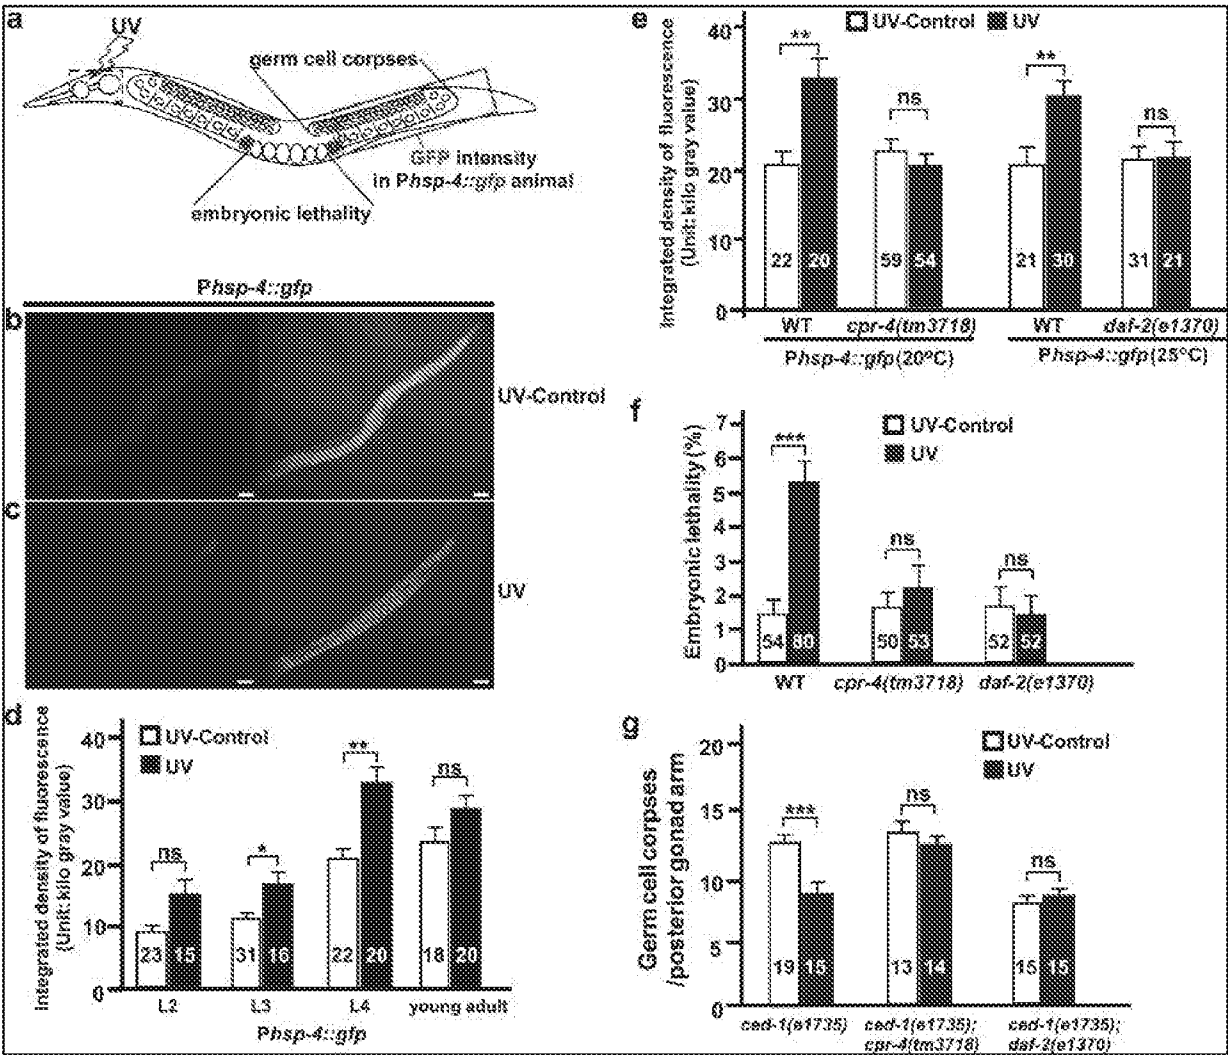 a
UV
germ cell corpses
GFP intensity
in Phsp-4::gfp animal
embryonic lethality
Phsp-4::gfp
b
UV-Control
c
UV
d
Integrated density of fluorescence
(Unit: kilo gray value)
40
30
20
10
0
UV-Control
UV
ns
*
**
ns
23
15
31
16
22
20
18
20
L2
L3
L4
young adult
Phsp-4::gfp
e
Integrated density of fluorescence
(Unit: kilo gray value)
40
30
20
10
0
UV-Control
UV
**
ns
**
ns
22
20
59
54
21
30
31
21
WT
cpr-4(tm3718)
WT
daf-2(e1370)
Phsp-4::gfp(20°C)
Phsp-4::gfp(25°C)
f
Embryonic lethality (%)
7
6
5
4
3
2
1
0
UV-Control
UV
***
ns
ns
54
60
50
53
52
52
WT
cpr-4(tm3718)
daf-2(e1370)
g
Germ cell corpses
/posterior gonad arm
20
15
10
5
0
UV-Control
UV
***
ns
ns
19
15
13
14
15
15
ced-1(e1735)
ced-1(e1735);
cpr-4(tm3718)
ced-1(e1735);
daf-2(e1370)